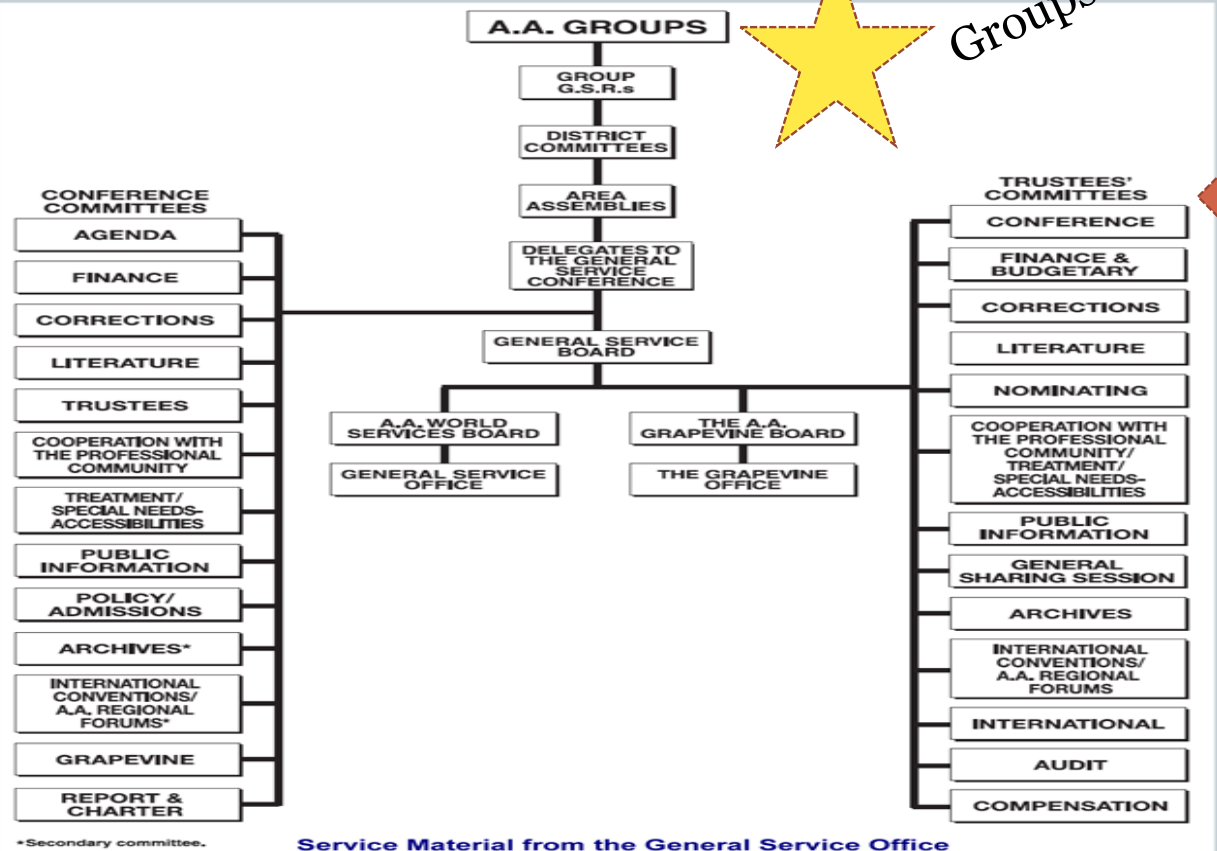 A.A. GROUPS
Groups
GROUP
G.S.R.s
DISTRICT
COMMITTEES
AREA
ASSEMBLIES
DELEGATES TO
THE GENERAL
SERVICE
CONFERENCE
GENERAL SERVICE
BOARD
A.A. WORLD
SERVICES BOARD
GENERAL SERVICE
OFFICE
THE A.A.
GRAPEVINE BOARD
THE GRAPEVINE
OFFICE
CONFERENCE
COMMITTEES
AGENDA
FINANCE
CORRECTIONS
LITERATURE
TRUSTEES
COOPERATION WITH
THE PROFESSIONAL
COMMUNITY
TREATMENT/
SPECIAL NEEDS-
ACCESSIBILITIES
PUBLIC
INFORMATION
POLICY/
ADMISSIONS
ARCHIVES*
INTERNATIONAL
CONVENTIONS/
A.A. REGIONAL
FORUMS*
GRAPEVINE
REPORT &
CHARTER
TRUSTEES'
COMMITTEES
CONFERENCE
FINANCE &
BUDGETARY
CORRECTIONS
LITERATURE
NOMINATING
COOPERATION WITH
THE PROFESSIONAL
COMMUNITY/
TREATMENT/
SPECIAL NEEDS-
ACCESSIBILITIES
PUBLIC
INFORMATION
GENERAL
SHARING SESSION
ARCHIVES
INTERNATIONAL
CONVENTIONS/
A.A. REGIONAL
FORUMS
INTERNATIONAL
AUDIT
COMPENSATION
*Secondary committee.
Service Material from the General Service Office